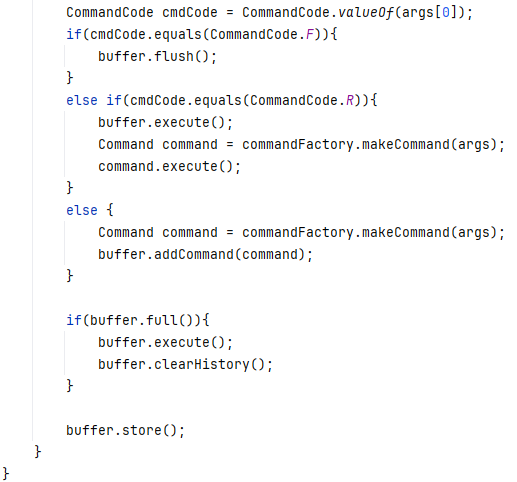 CommandCode cmdCode = CommandCode.valueOf(args[0]);
if(cmdCode.equals(CommandCode.F)){
buffer.flush();
}
else if(cmdCode.equals(CommandCode.R)){
buffer.execute();
Command command = commandFactory.makeCommand(args);
command.execute();
}
else {
Command command = commandFactory.makeCommand(args);
buffer.addCommand(command);
}
if(buffer.full()){
buffer.execute();
buffer.clearHistory();
}
buffer.store();
}
}